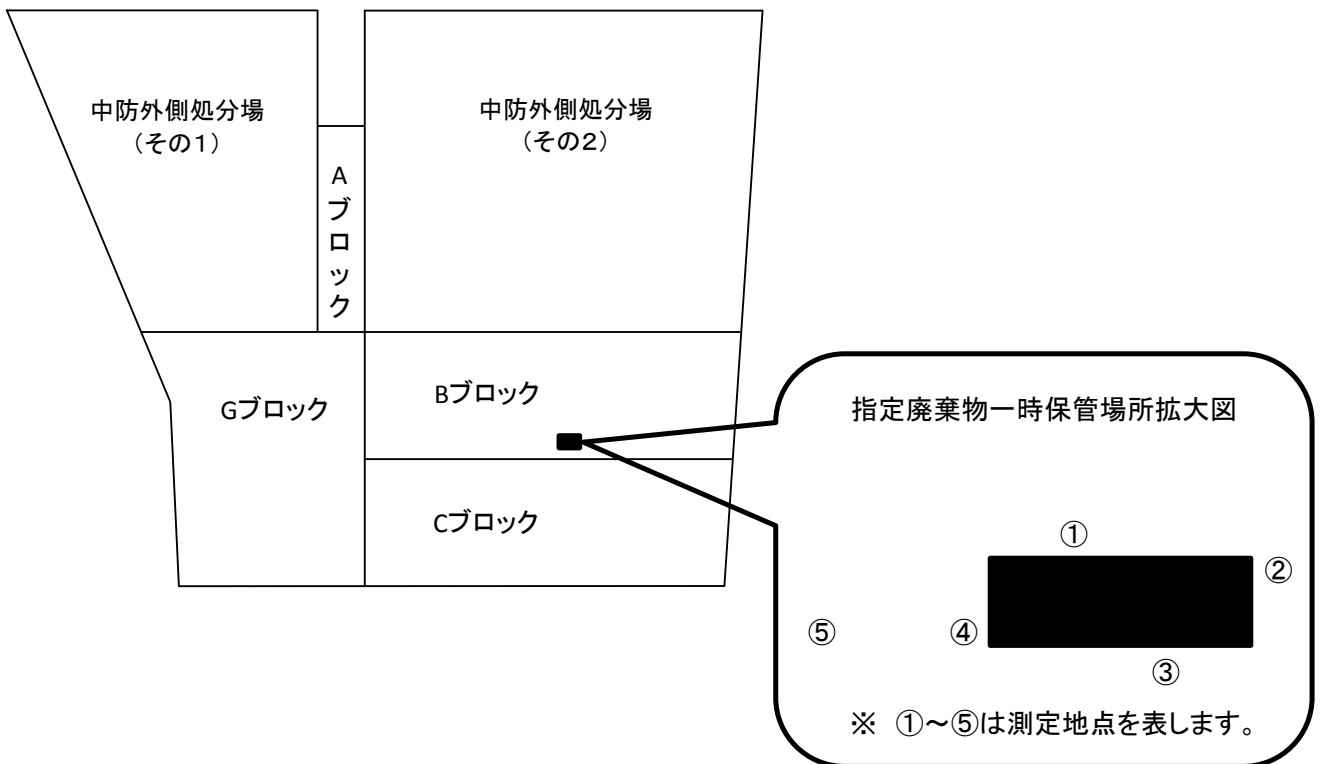 中防外側処分場
（その１）
中防外側処分場
（その２）
Aブロック
Gブロック
Bブロック
Cブロック
指定廃棄物一時保管場所拡大図
①
②
③
④
⑤
※ ①～⑤は測定地点を表します。